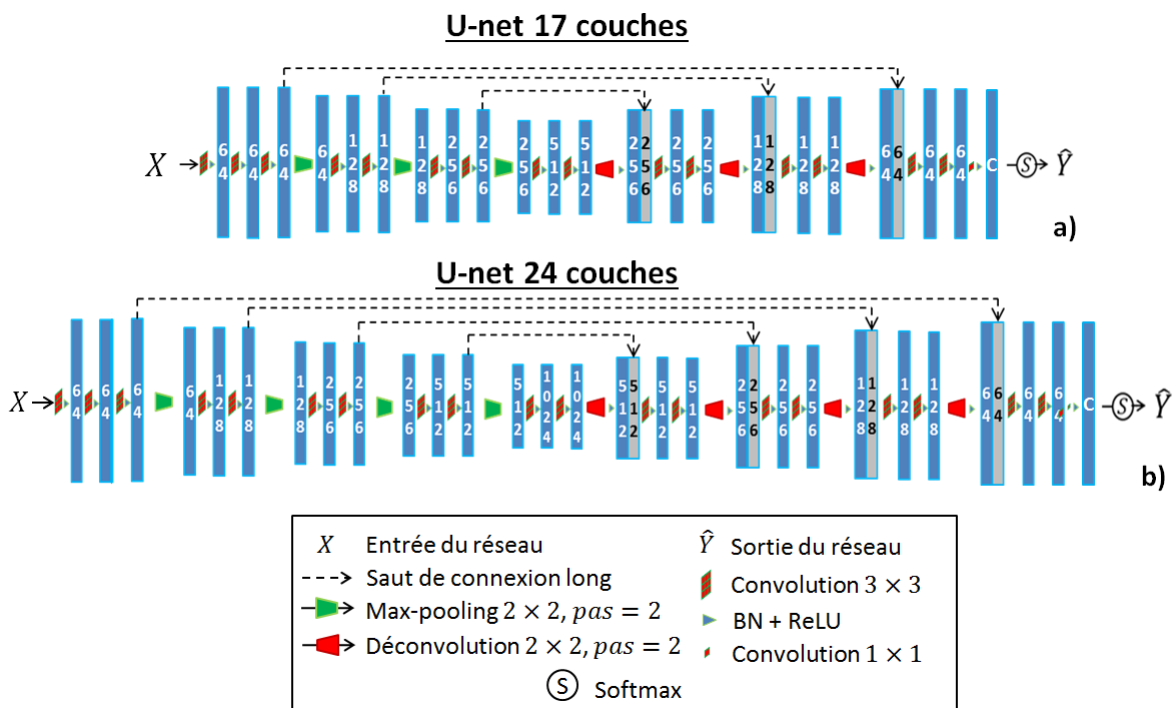 U-net 17 couches
X 64 64 64 64 128 128 128 256 256 256 512 512 256 256 256 256 128 128 128 128 64 64 64 64 C S Ŷ
a)
U-net 24 couches
X 64 64 64 64 128 128 128 256 256 256 512 512 512 1024 1024 512 512 512 512 256 256 256 256 128 128 128 128 64 64 64 64 C S Ŷ
b)
X Entrée du réseau
Saut de connexion long
Max-pooling 2 × 2, pas = 2
Déconvolution 2 × 2, pas = 2
Ŷ Sortie du réseau
Convolution 3 × 3
BN + ReLU
Convolution 1 × 1
S Softmax